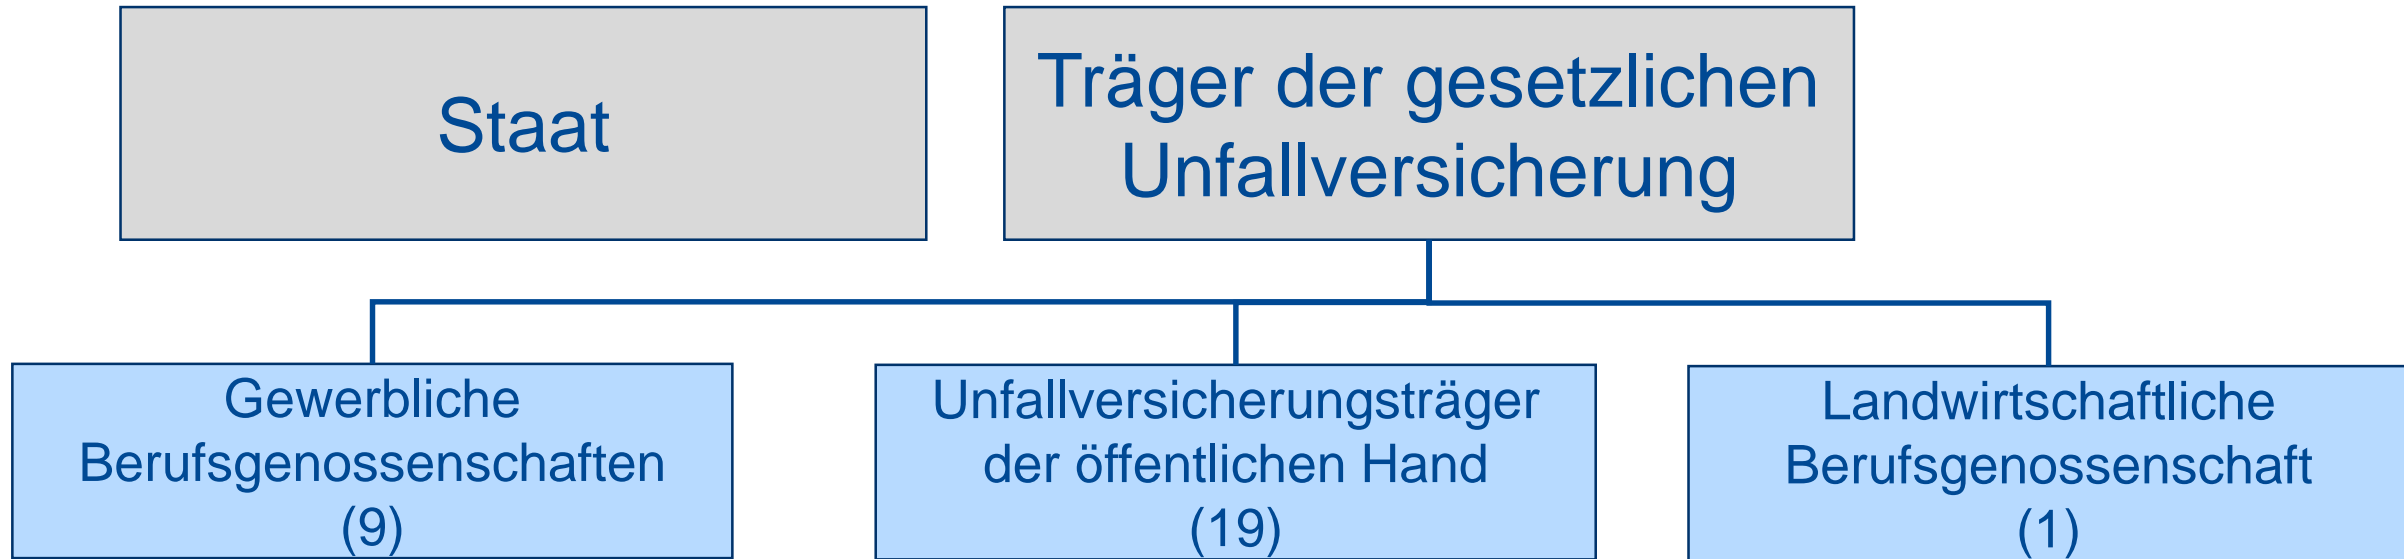 Staat
Träger der gesetzlichen
Unfallversicherung
Gewerbliche
Berufsgenossenschaften
(9)
Unfallversicherungsträger
der öffentlichen Hand
(19)
Landwirtschaftliche
Berufsgenossenschaft
(1)